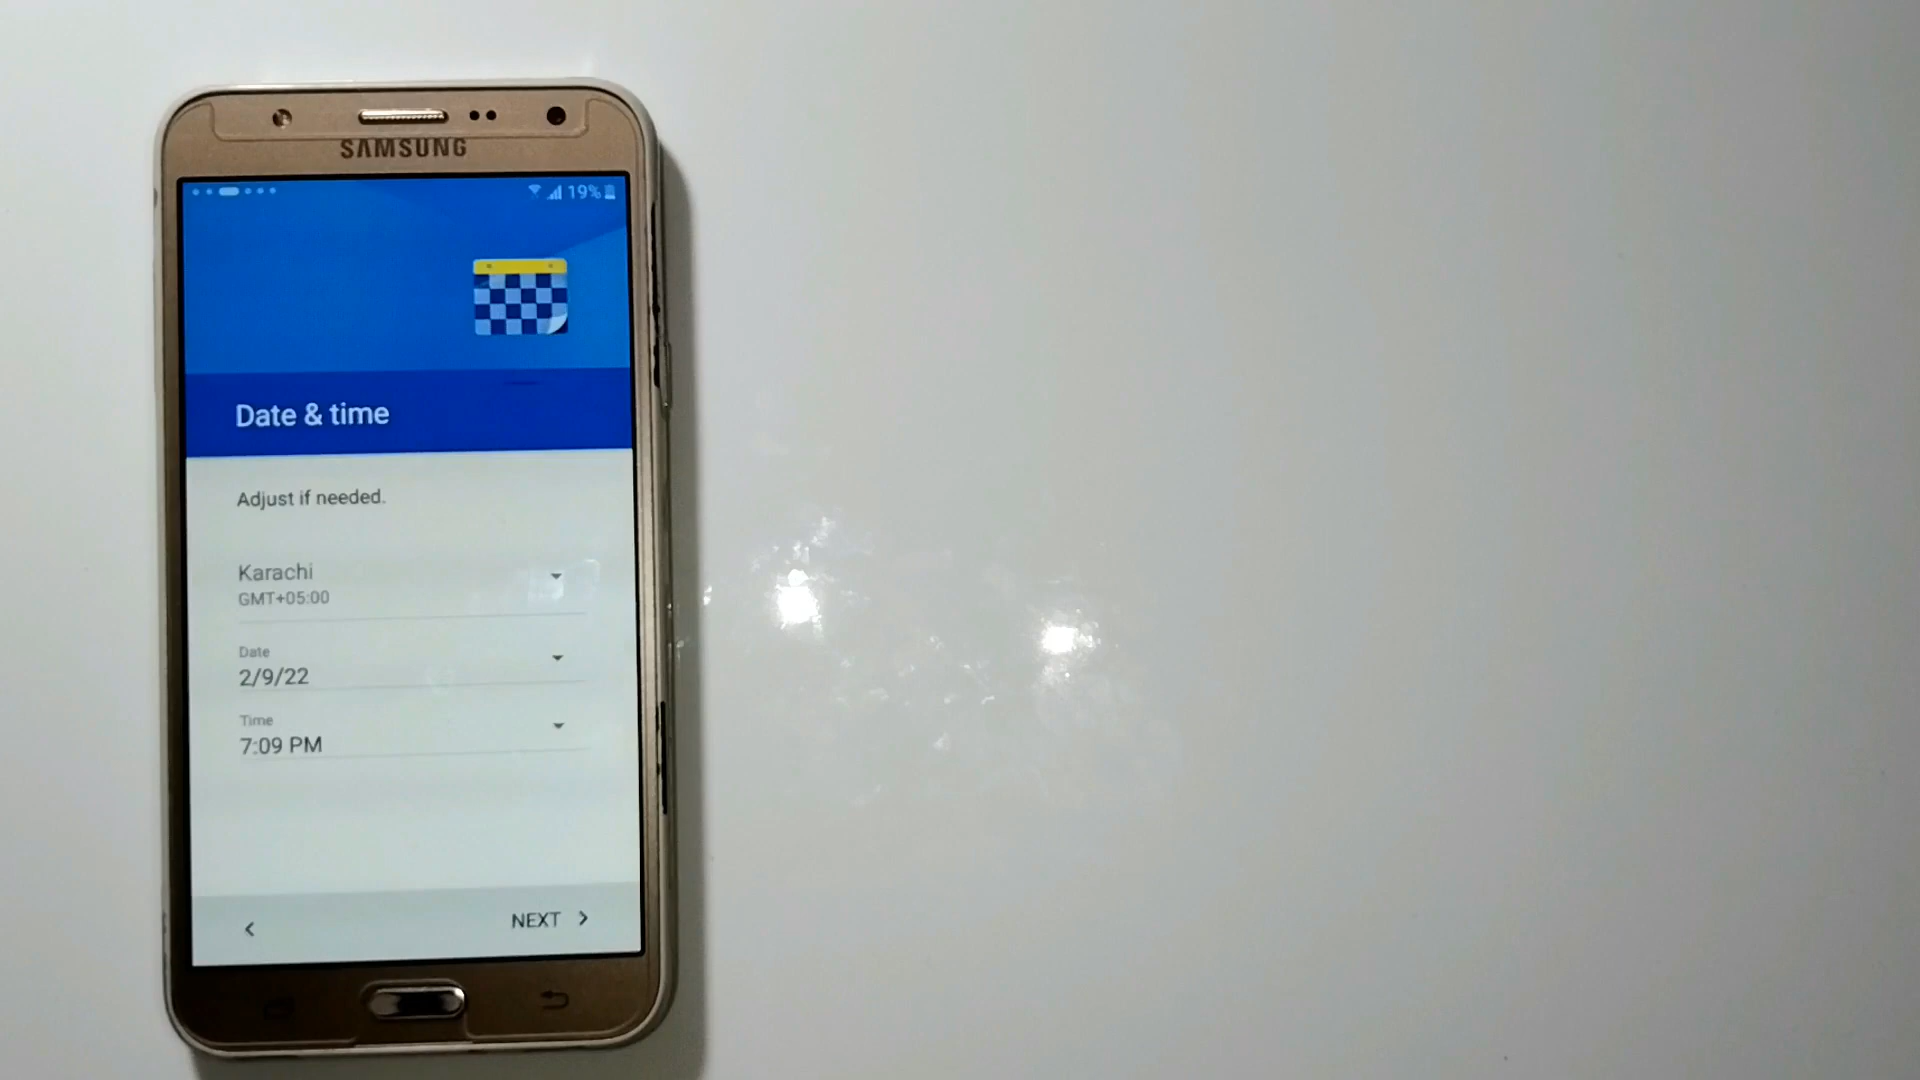 SAMSUNG
19%
Date & time
Adjust if needed.
Karachi
GMT+05:00
Date
2/9/22
Time
7:09 PM
NEXT